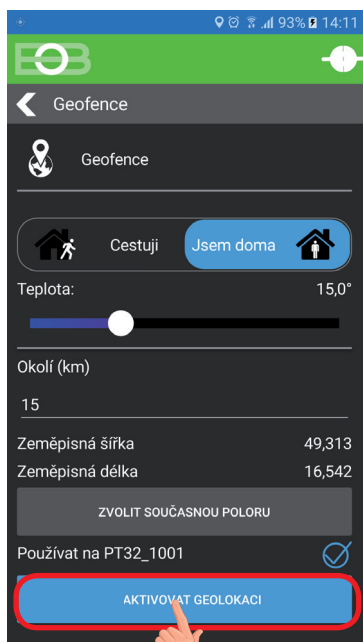 93% 14:11
EOB
Geofence
Geofence
Cestuji Jsem doma
Teplota: 15,0°
Okolí (km)
15
Zeměpisná šířka 49,313
Zeměpisná délka 16,542
ZVOLIT SOUČASNOU POLORU
Používat na PT32_1001
AKTIVOVAT GEOLOKACI